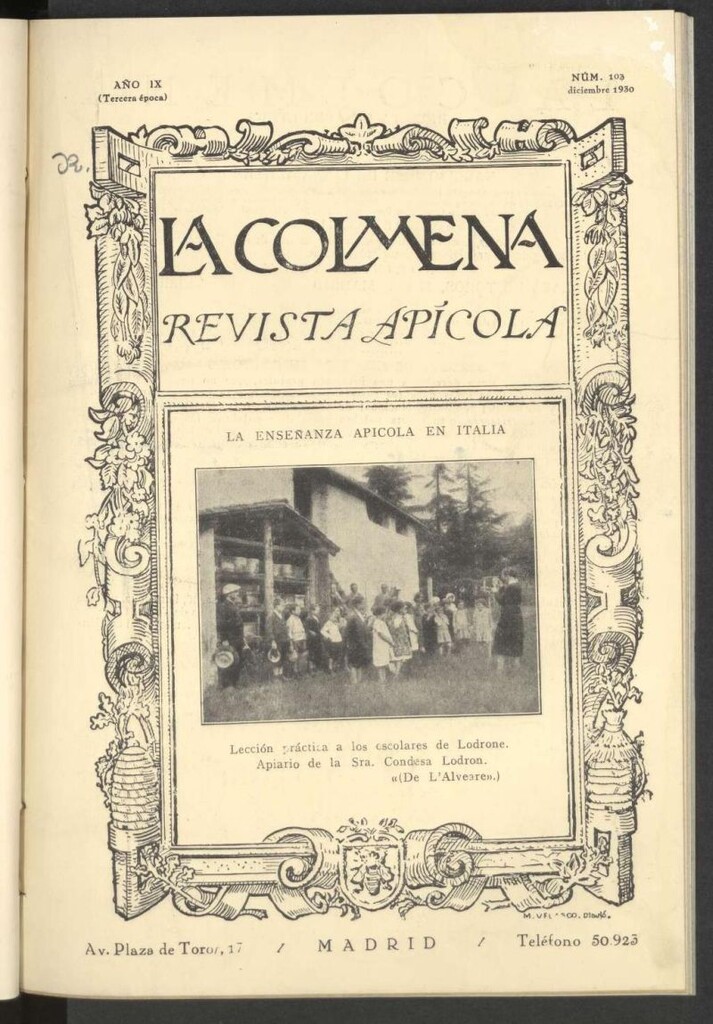 AÑO IX
(Tercera época)
NÚM. 103
diciembre 1930
R.
LA COLMENA
REVISTA APÍCOLA
LA ENSEÑANZA APICOLA EN ITALIA
Lección práctica a los escolares de Lodrone.
Apiario de la Sra. Condesa Lodron.
«(De L'Alveare».)
Av. Plaza de Toros, 17 / MADRID / Teléfono 50.923